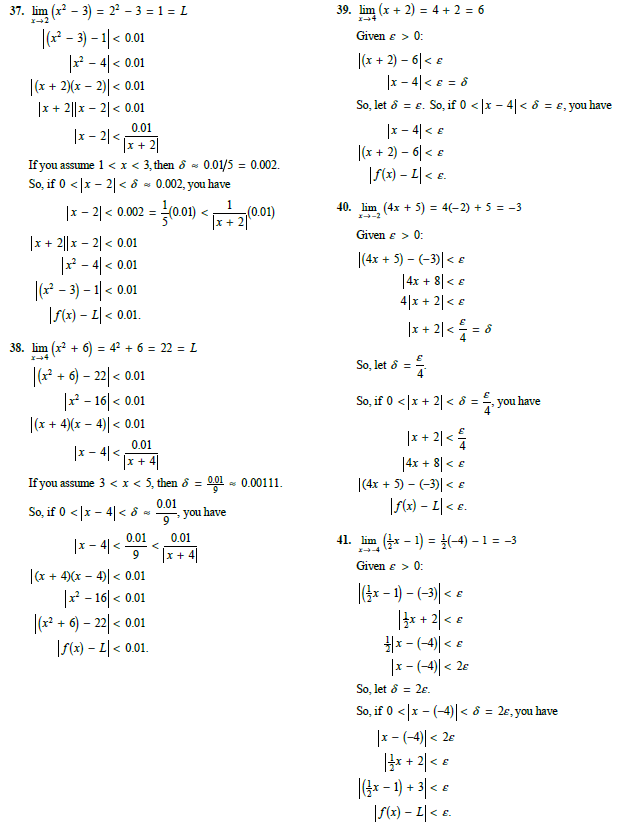 37. lim x→2 (x² − 3) = 2² − 3 = 1 = L
|(x² − 3) − 1| < 0.01
|x² − 4| < 0.01
|(x + 2)(x − 2)| < 0.01
|x + 2||x − 2| < 0.01
|x − 2| < 0.01/|x + 2|
If you assume 1 < x < 3, then δ ≈ 0.01/5 = 0.002.
So, if 0 < |x − 2| < δ ≈ 0.002, you have
|x − 2| < 0.002 = 1/5(0.01) < 1/|x + 2|(0.01)
|x + 2||x − 2| < 0.01
|x² − 4| < 0.01
|(x² − 3) − 1| < 0.01
|f(x) − L| < 0.01.
38. lim x→4 (x² + 6) = 4² + 6 = 22 = L
|(x² + 6) − 22| < 0.01
|x² − 16| < 0.01
|(x + 4)(x − 4)| < 0.01
|x − 4| < 0.01/|x + 4|
If you assume 3 < x < 5, then δ = 0.01/9 ≈ 0.00111.
So, if 0 < |x − 4| < δ ≈ 0.01/9, you have
|x − 4| < 0.01/9 < 0.01/|x + 4|
|(x + 4)(x − 4)| < 0.01
|x² − 16| < 0.01
|(x² + 6) − 22| < 0.01
|f(x) − L| < 0.01.
39. lim x→4 (x + 2) = 4 + 2 = 6
Given ε > 0:
|(x + 2) − 6| < ε
|x − 4| < ε = δ
So, let δ = ε. So, if 0 < |x − 4| < δ = ε, you have
|x − 4| < ε
|(x + 2) − 6| < ε
|f(x) − L| < ε.
40. lim x→−2 (4x + 5) = 4(−2) + 5 = −3
Given ε > 0:
|(4x + 5) − (−3)| < ε
|4x + 8| < ε
4|x + 2| < ε
|x + 2| < ε/4 = δ
So, let δ = ε/4.
So, if 0 < |x + 2| < δ = ε/4, you have
|x + 2| < ε/4
|4x + 8| < ε
|(4x + 5) − (−3)| < ε
|f(x) − L| < ε.
41. lim x→−4 (1/2x − 1) = 1/2(−4) − 1 = −3
Given ε > 0:
|(1/2x − 1) − (−3)| < ε
|1/2x + 2| < ε
1/2|x − (−4)| < ε
|x − (−4)| < 2ε
So, let δ = 2ε.
So, if 0 < |x − (−4)| < δ = 2ε, you have
|x − (−4)| < 2ε
|1/2x + 2| < ε
|(1/2x − 1) + 3| < ε
|f(x) − L| < ε.